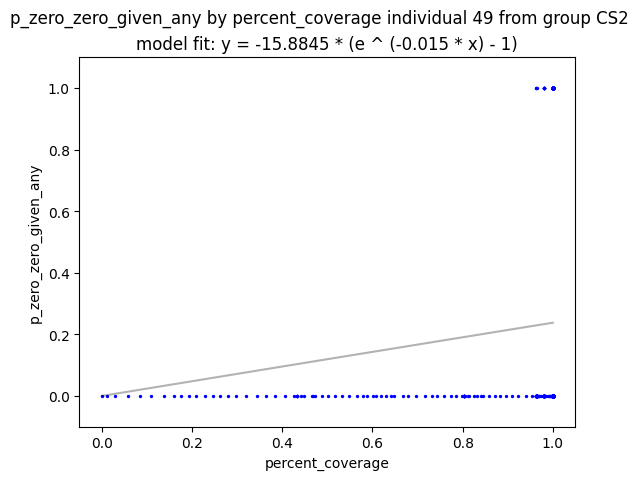 p_zero_zero_given_any by percent_coverage individual 49 from group CS2
model fit: y = -15.8845 * (e ^ (-0.015 * x) - 1)
1.0
0.8
0.6
0.4
0.2
0.0
p_zero_zero_given_any
0.0 0.2 0.4 0.6 0.8 1.0
percent_coverage